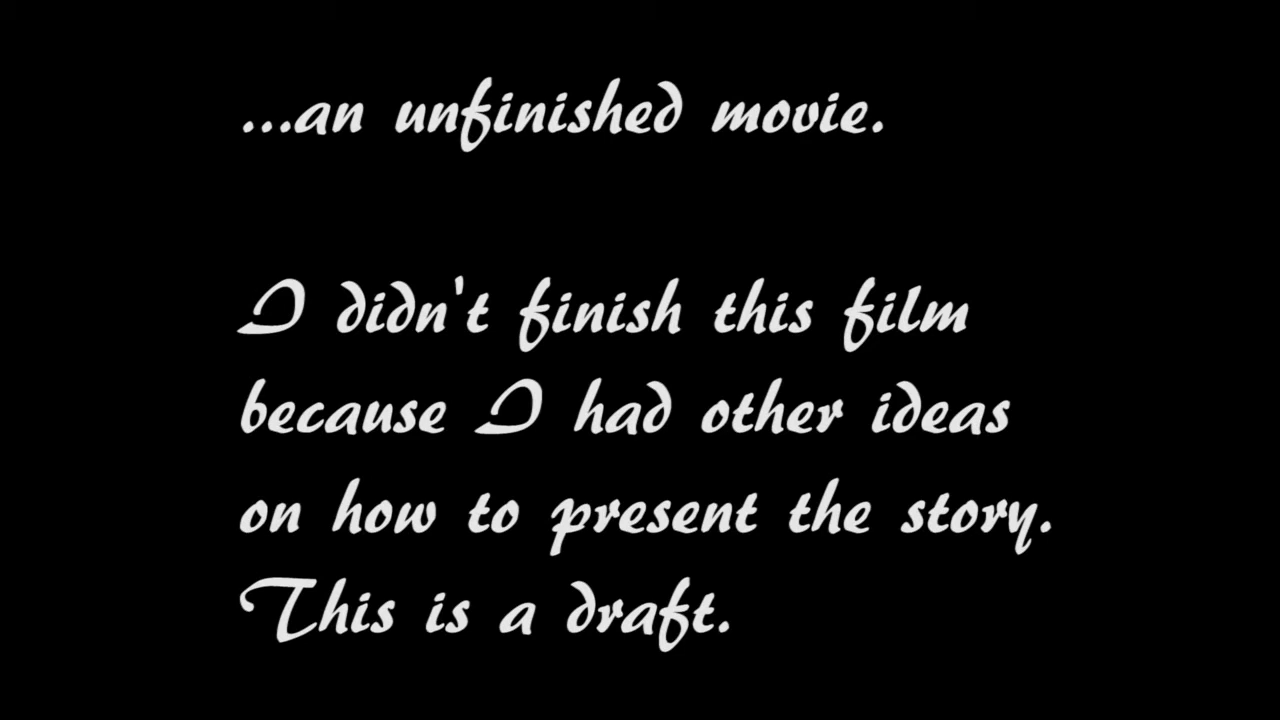 ...an unfinished movie.
I didn't finish this film
because I had other ideas
on how to present the story.
This is a draft.